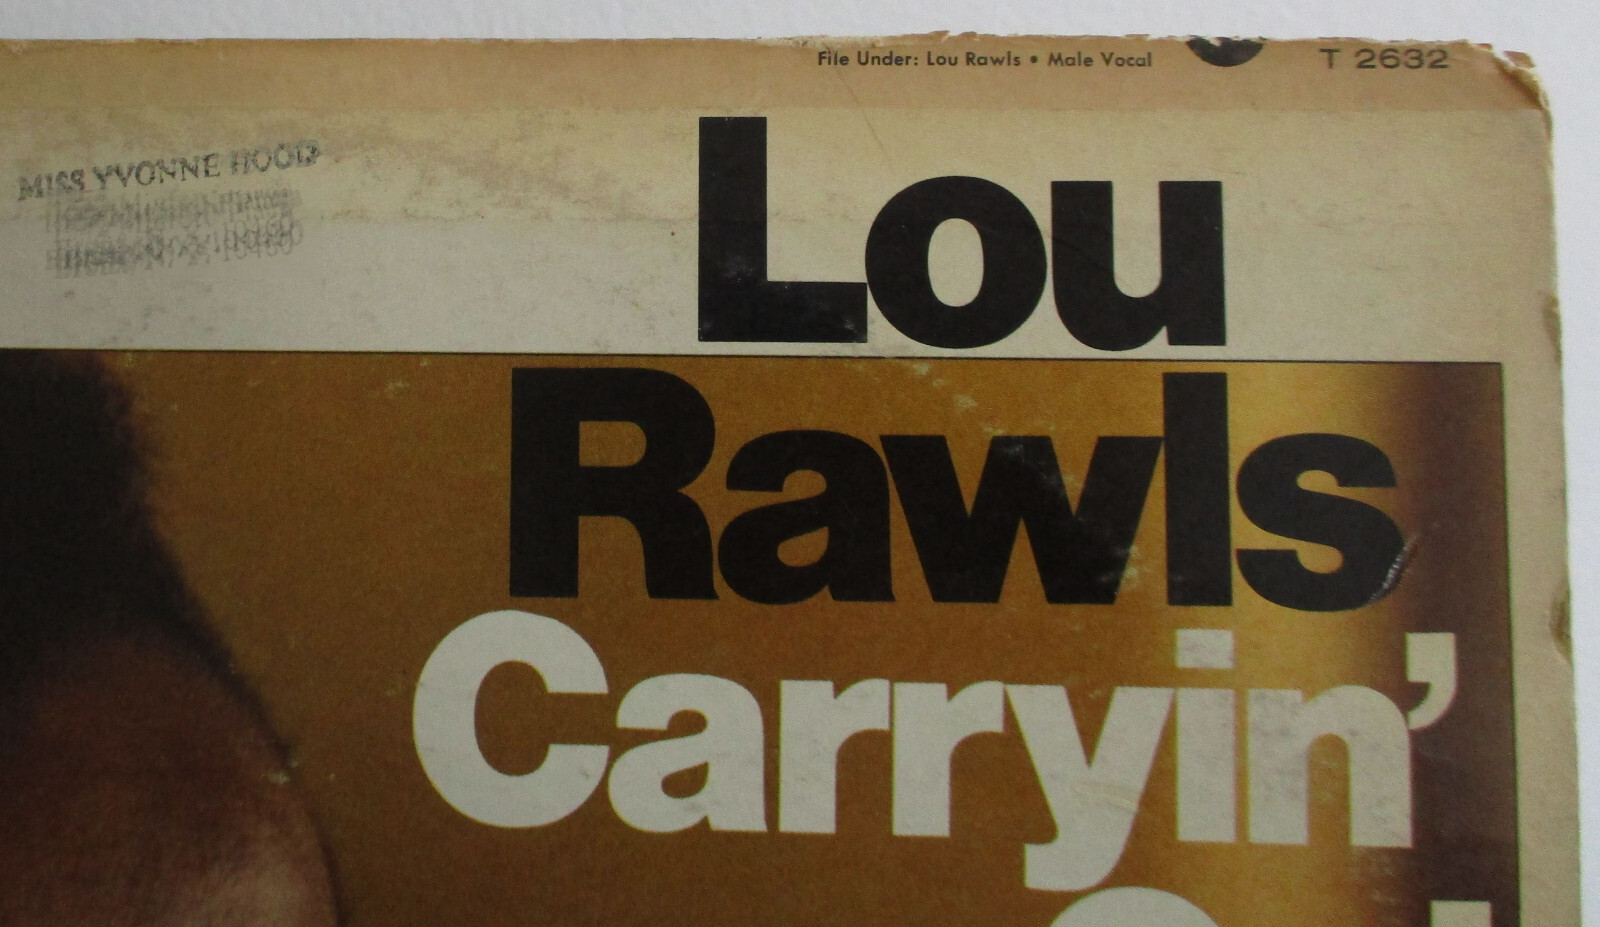 File Under: Lou Rawls • Male Vocal
T 2632
MISS YVONNE HOOD
Lou
Rawls
Carryin'